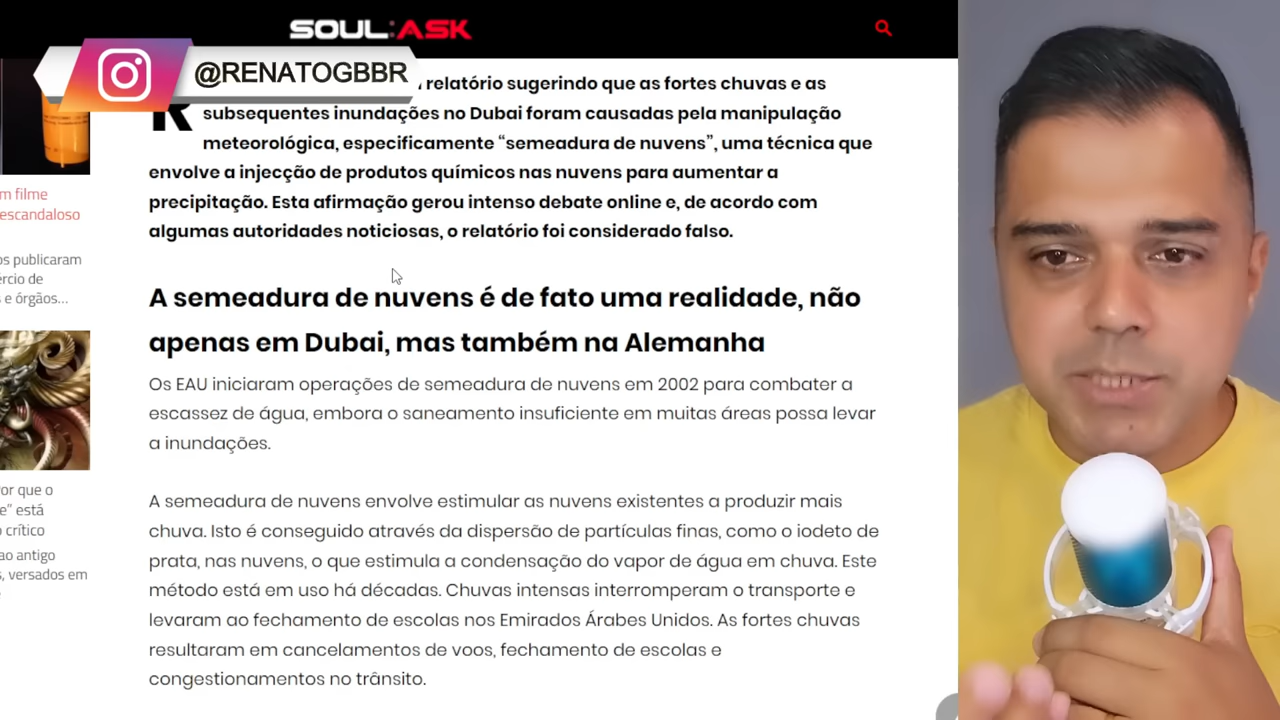 SOUL:ASK
@RENATOGBBR
relatório sugerindo que as fortes chuvas e as
subsequentes inundações no Dubai foram causadas pela manipulação
meteorológica, especificamente “semeadura de nuvens”, uma técnica que
envolve a injecção de produtos químicos nas nuvens para aumentar a
precipitação. Esta afirmação gerou intenso debate online e, de acordo com
algumas autoridades noticiosas, o relatório foi considerado falso.
A semeadura de nuvens é de fato uma realidade, não
apenas em Dubai, mas também na Alemanha
Os EAU iniciaram operações de semeadura de nuvens em 2002 para combater a
escassez de água, embora o saneamento insuficiente em muitas áreas possa levar
a inundações.
A semeadura de nuvens envolve estimular as nuvens existentes a produzir mais
chuva. Isto é conseguido através da dispersão de partículas finas, como o iodeto de
prata, nas nuvens, o que estimula a condensação do vapor de água em chuva. Este
método está em uso há décadas. Chuvas intensas interromperam o transporte e
levaram ao fechamento de escolas nos Emirados Árabes Unidos. As fortes chuvas
resultaram em cancelamentos de voos, fechamento de escolas e
congestionamentos no trânsito.
m filme
escandaloso
os publicaram
ércio de
s e órgãos...
or que o
e” está
crítico
ao antigo
s, versados em